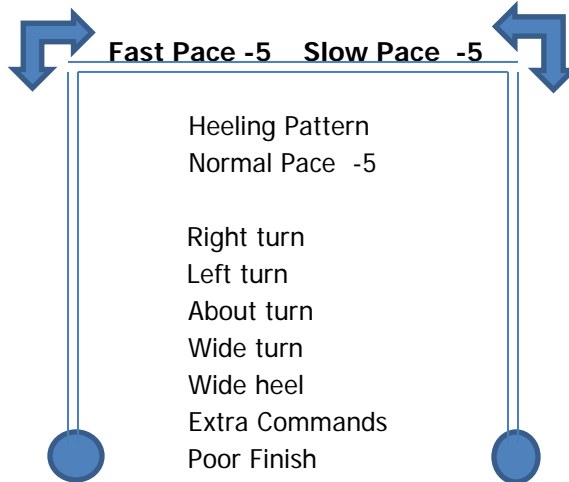 Fast Pace -5 Slow Pace -5
Heeling Pattern
Normal Pace -5
Right turn
Left turn
About turn
Wide turn
Wide heel
Extra Commands
Poor Finish